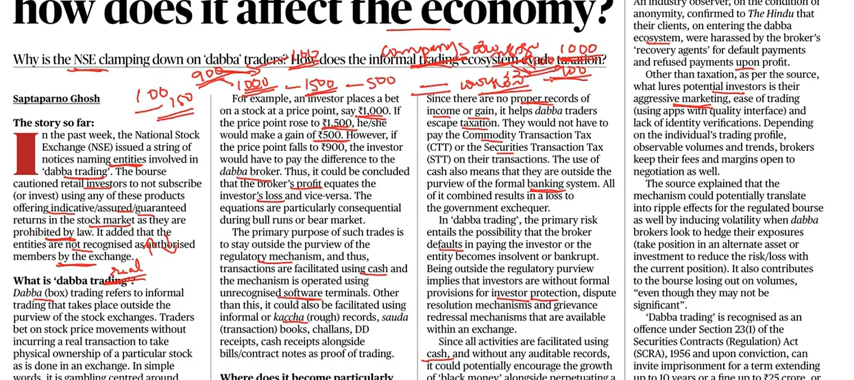 how does it affect the economy?
Why is the NSE clamping down on ‘dabba’ traders? How does the informal trading ecosystem evade taxation?
Saptaparno Ghosh
The story so far:
In the past week, the National Stock
Exchange (NSE) issued a string of
notices naming entities involved in
‘dabba trading’. The bourse
cautioned retail investors to not subscribe
(or invest) using any of these products
offering indicative/assured/guaranteed
returns in the stock market as they are
prohibited by law. It added that the
entities are not recognised as authorised
members by the exchange.
What is ‘dabba trading’?
Dabba (box) trading refers to informal
trading that takes place outside the
purview of the stock exchanges. Traders
bet on stock price movements without
incurring a real transaction to take
physical ownership of a particular stock
as is done in an exchange. In simple
words, it is gambling centred around
For example, an investor places a bet
on a stock at a price point, say ₹1,000. If
the price point rose to ₹1,500, he/she
would make a gain of ₹500. However, if
the price point falls to ₹900, the investor
would have to pay the difference to the
dabba broker. Thus, it could be concluded
that the broker’s profit equates the
investor’s loss and vice-versa. The
equations are particularly consequential
during bull runs or bear market.
The primary purpose of such trades is
to stay outside the purview of the
regulatory mechanism, and thus,
transactions are facilitated using cash and
the mechanism is operated using
unrecognised software terminals. Other
than this, it could also be facilitated using
informal or kaccha (rough) records, sauda
(transaction) books, challans, DD
receipts, cash receipts alongside
bills/contract notes as proof of trading.
Where does it become particularly
Since there are no proper records of
income or gain, it helps dabba traders
escape taxation. They would not have to
pay the Commodity Transaction Tax
(CTT) or the Securities Transaction Tax
(STT) on their transactions. The use of
cash also means that they are outside the
purview of the formal banking system. All
of it combined results in a loss to
the government exchequer.
In ‘dabba trading’, the primary risk
entails the possibility that the broker
defaults in paying the investor or the
entity becomes insolvent or bankrupt.
Being outside the regulatory purview
implies that investors are without formal
provisions for investor protection, dispute
resolution mechanisms and grievance
redressal mechanisms that are available
within an exchange.
Since all activities are facilitated using
cash, and without any auditable records,
it could potentially encourage the growth
of ‘black money’ alongside perpetuating a
An industry observer, on the condition of
anonymity, confirmed to The Hindu that
their clients, on entering the dabba
ecosystem, were harassed by the broker’s
‘recovery agents’ for default payments
and refused payments upon profit.
Other than taxation, as per the source,
what lures potential investors is their
aggressive marketing, ease of trading
(using apps with quality interface) and
lack of identity verifications. Depending
on the individual’s trading profile,
observed volumes and trends, brokers
keep their fees and margins open to
negotiation as well.
The source explained that the
mechanism could potentially translate
into ripple effects for the regulated bourse
as well by inducing volatility when dabba
brokers look to hedge their exposures
(take position in an alternate asset or
investment to reduce the risk/loss with
the current position). It also contributes
to the bourse losing out on volumes,
“even though they may not be
significant”.
‘Dabba trading’ is recognised as an
offence under Section 23(1) of the
Securities Contracts (Regulation) Act
(SCRA), 1956 and upon conviction, can
invite imprisonment for a term extending
up to 10 years or a fine up to ₹25 crore, or
100
150
900
1000 – 1500 – 500
1000
900
real